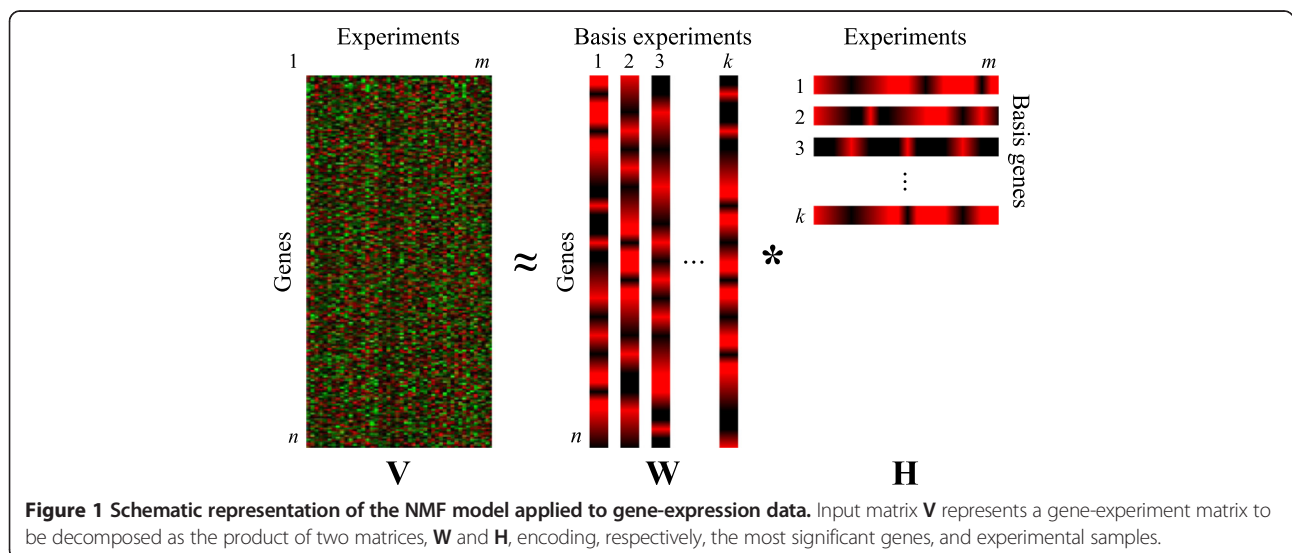 Experiments
1 m
Genes
n
V
≈
Basis experiments
1 2 3 k
Genes
...
n
W
*
Experiments
m
1
2
3
⋮
k
Basis genes
H
Figure 1 Schematic representation of the NMF model applied to gene-expression data. Input matrix V represents a gene-experiment matrix to
be decomposed as the product of two matrices, W and H, encoding, respectively, the most significant genes, and experimental samples.